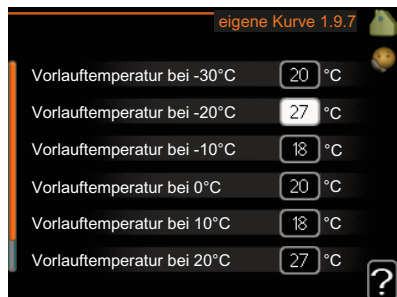 eigene Kurve 1.9.7
Vorlauftemperatur bei -30°C 20 °C
Vorlauftemperatur bei -20°C 27 °C
Vorlauftemperatur bei -10°C 18 °C
Vorlauftemperatur bei 0°C 20 °C
Vorlauftemperatur bei 10°C 18 °C
Vorlauftemperatur bei 20°C 27 °C
?